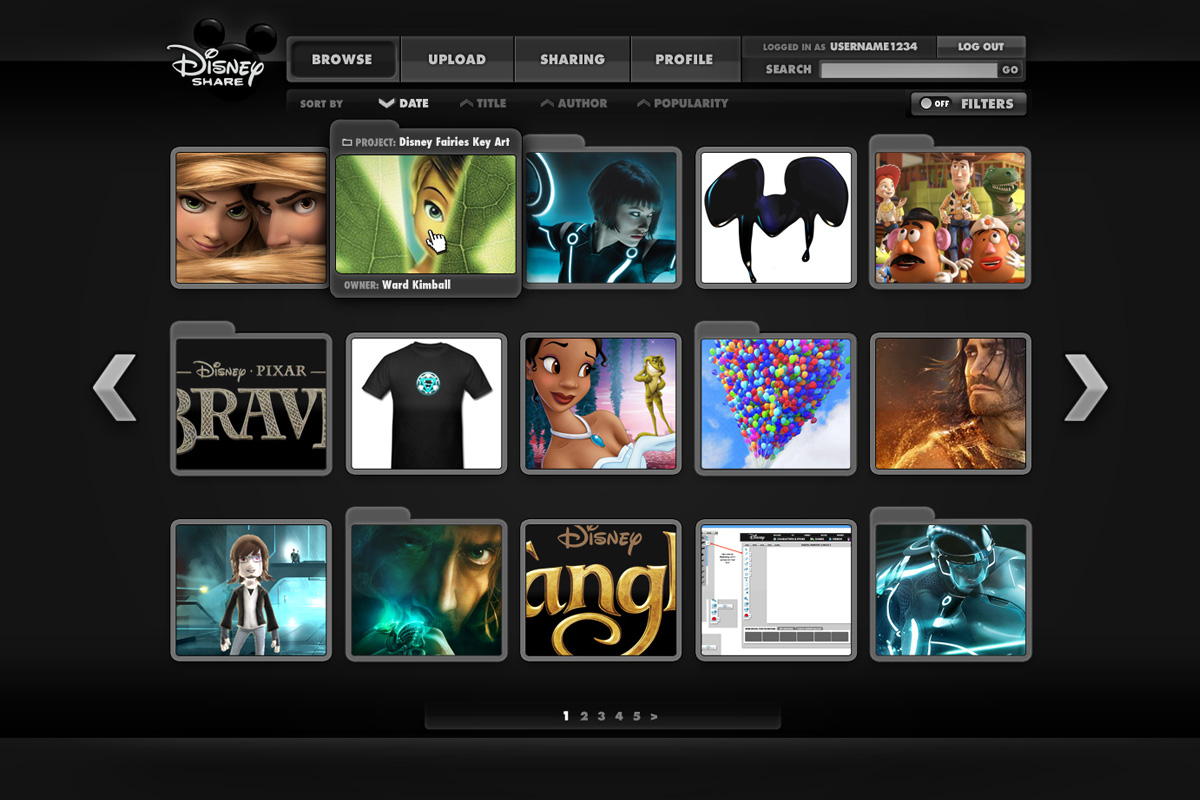 Disney
SHARE
BROWSE
UPLOAD
SHARING
PROFILE
LOGGED IN AS USERNAME1234
LOG OUT
SEARCH
GO
SORT BY
DATE
TITLE
AUTHOR
POPULARITY
OFF
FILTERS
PROJECT: Disney Fairies Key Art
OWNER: Ward Kimball
Disney · PIXAR
BRAVE
Disney
angl
Disney
1 2 3 4 5 >